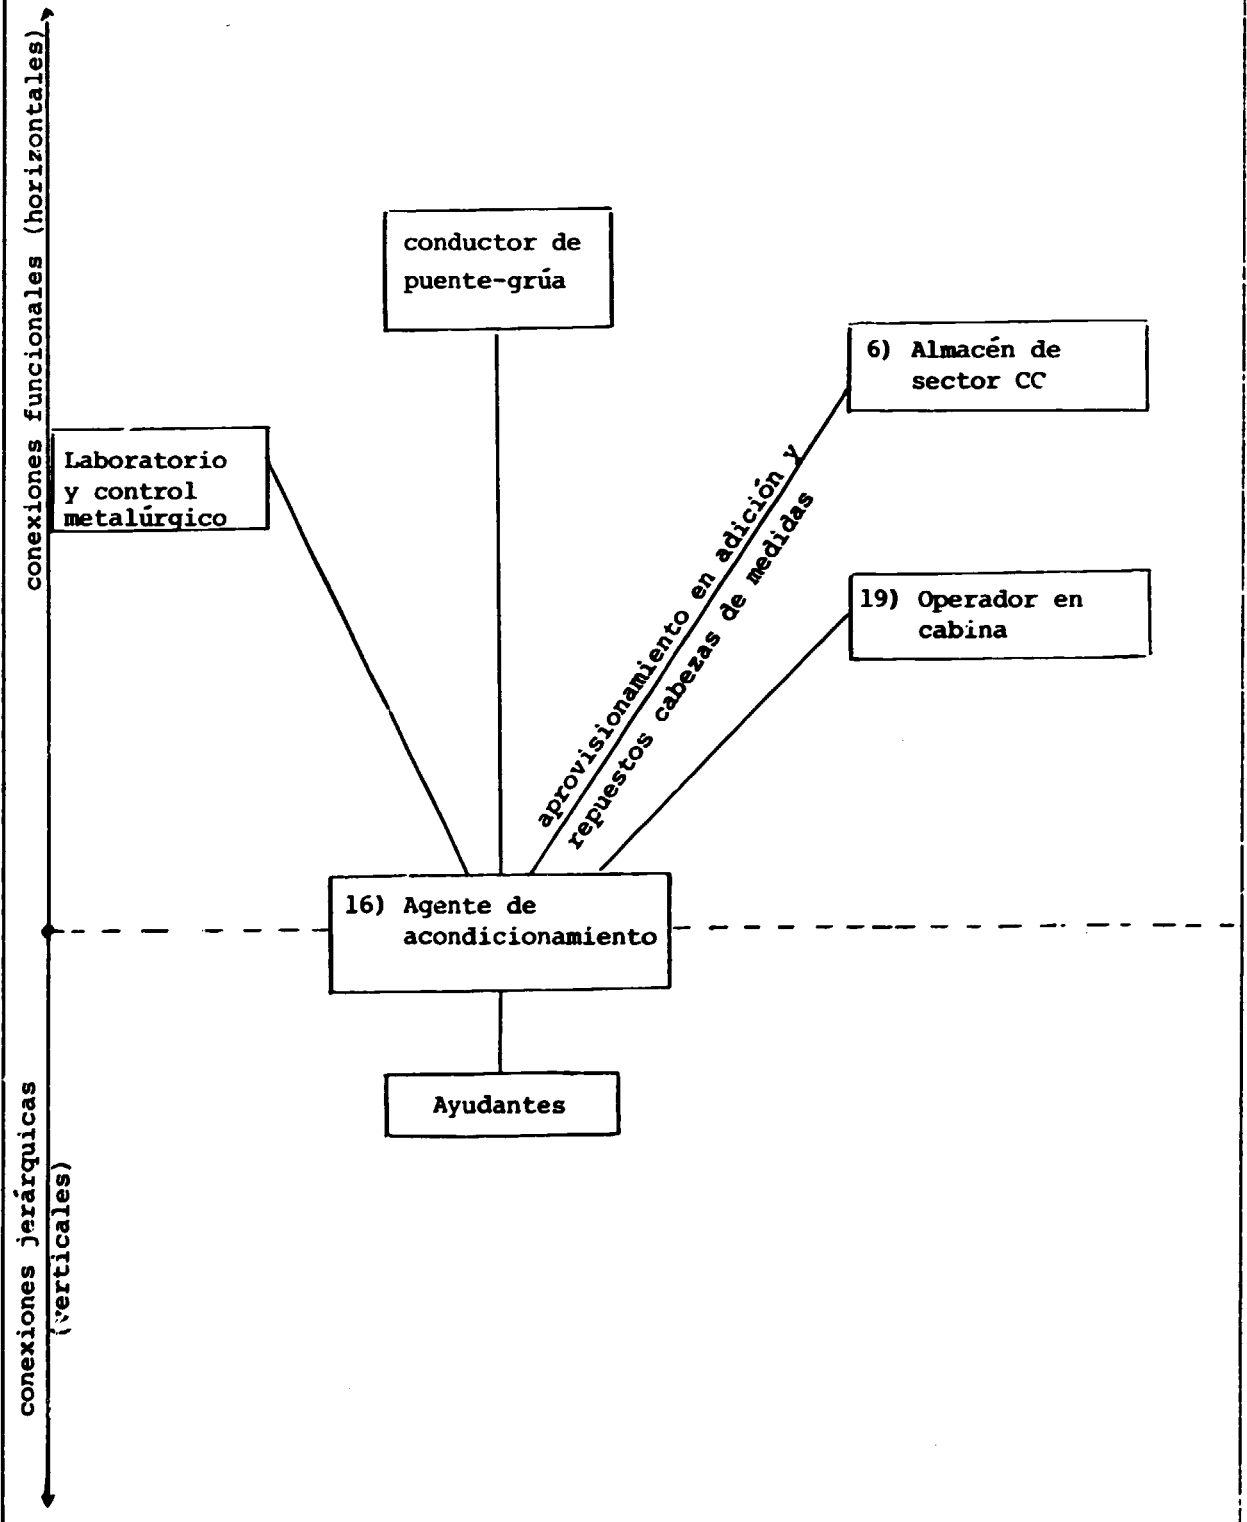 conexiones funcionales (horizontales)
conductor de
puente-grúa
6) Almacén de
sector CC
Laboratorio
y control
metalúrgico
aprovisionamiento en adición y
repuestos cabezas de medidas
19) Operador en
cabina
16) Agente de
acondicionamiento
Ayudantes
conexiones jerárquicas
(verticales)